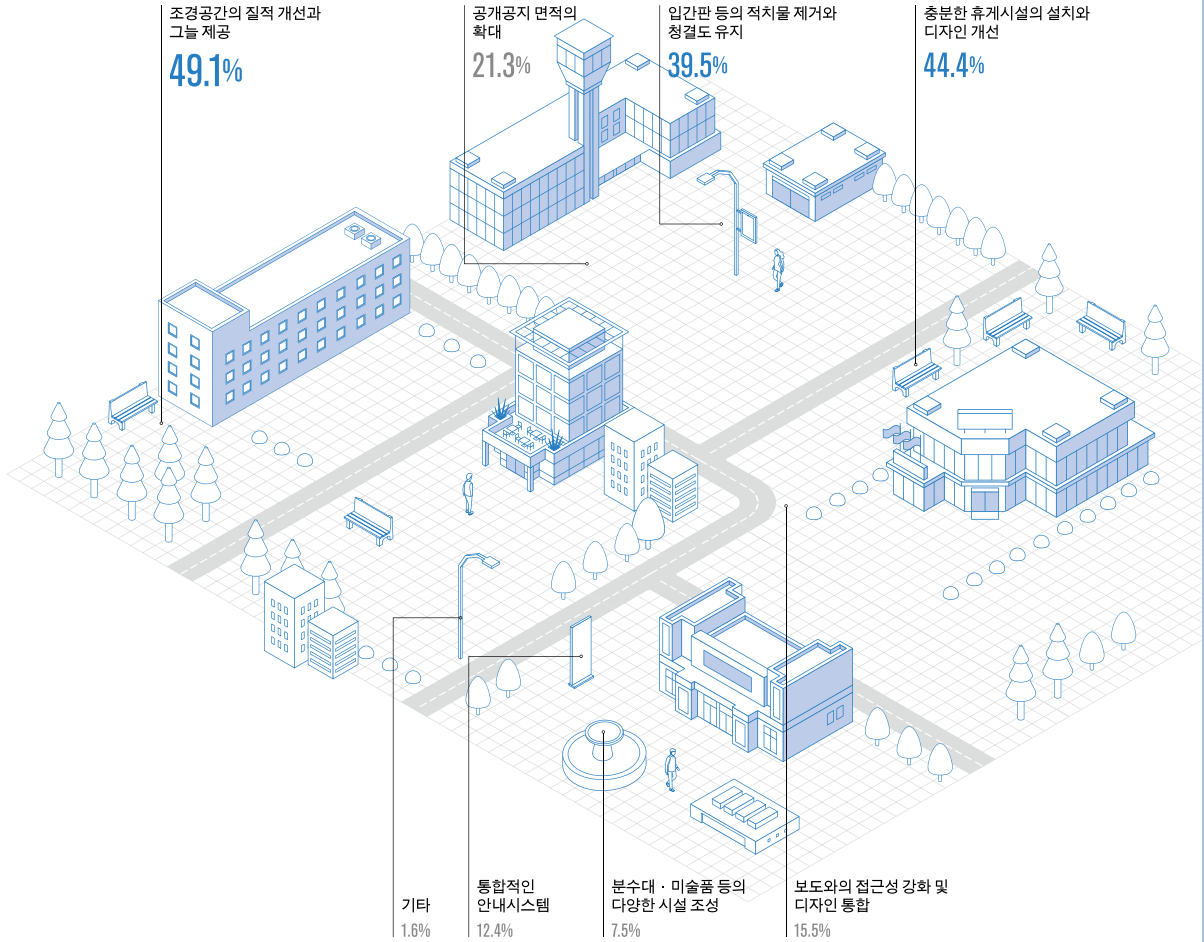 조경공간의 질적 개선과
그늘 제공
49.1%
공개공지 면적의
확대
21.3%
입간판 등의 적치물 제거와
청결도 유지
39.5%
충분한 휴게시설의 설치와
디자인 개선
44.4%
기타
1.6%
통합적인
안내시스템
12.4%
분수대 · 미술품 등의
다양한 시설 조성
7.5%
보도와의 접근성 강화 및
디자인 통합
15.5%